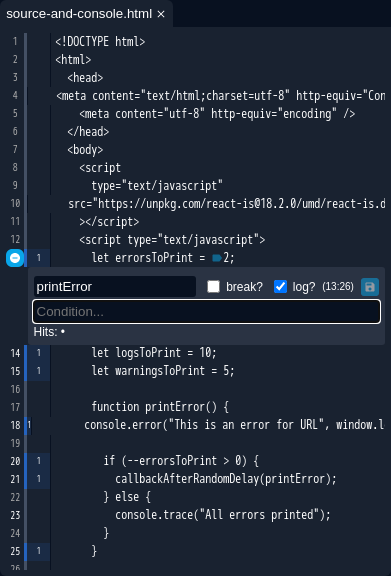 source-and-console.html ×
1 <!DOCTYPE html>
2 <html>
3 <head>
4 <meta content="text/html;charset=utf-8" http-equiv="Con
5 <meta content="utf-8" http-equiv="encoding" />
6 </head>
7 <body>
8 <script
9 type="text/javascript"
10 src="https://unpkg.com/react-is@18.2.0/umd/react-is.d
11 ></script>
12 <script type="text/javascript">
1 let errorsToPrint = 2;
printError break? log? (13:26)
Condition...
Hits: •
14 1 let logsToPrint = 10;
15 1 let warningsToPrint = 5;
16
17 function printError() {
18 1 console.error("This is an error for URL", window.l
19
20 1 if (--errorsToPrint > 0) {
21 1 callbackAfterRandomDelay(printError);
22 } else {
23 console.trace("All errors printed");
24 }
25 1 }
26